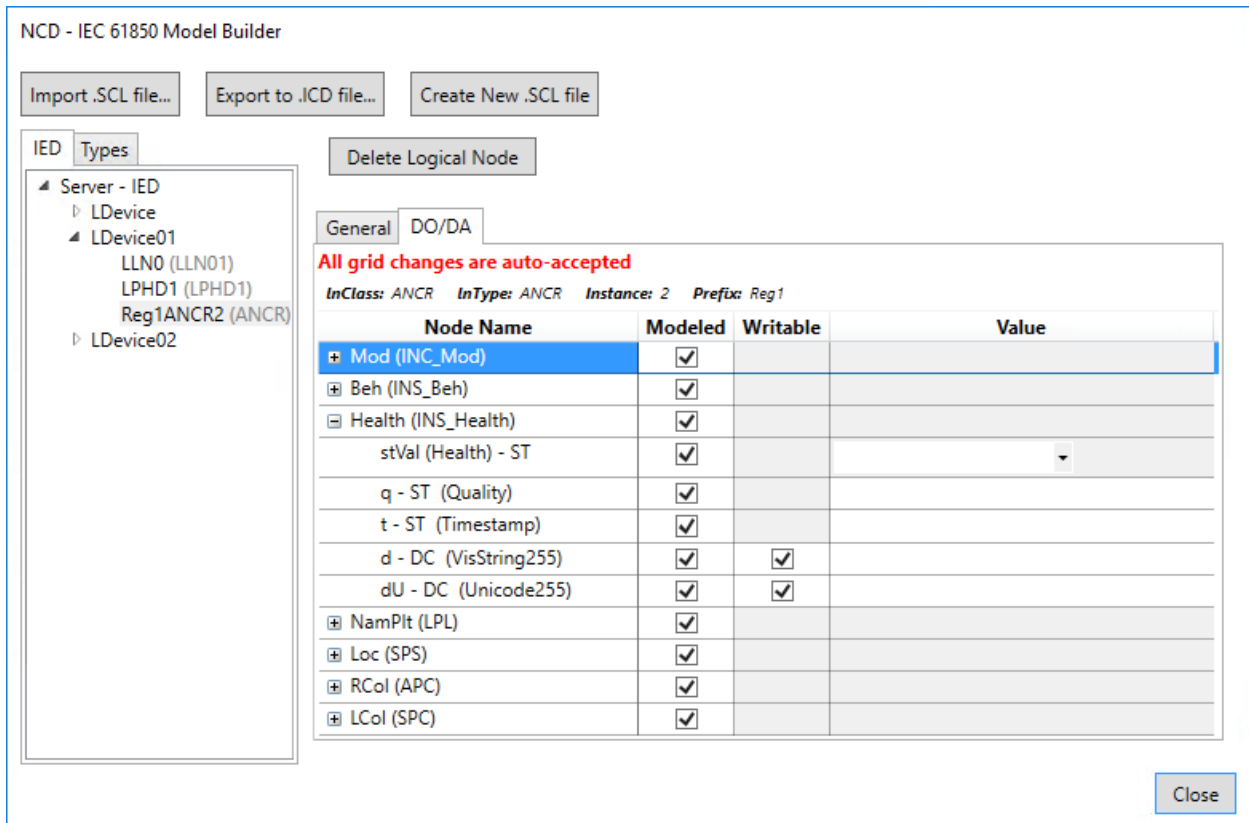 NCD - IEC 61850 Model Builder
Import .SCL file... Export to .ICD file... Create New .SCL file
IED Types
Server - IED
LDevice
LDevice01
LLN0 (LLN01)
LPHD1 (LPHD1)
Reg1ANCR2 (ANCR)
LDevice02
Delete Logical Node
General DO/DA
All grid changes are auto-accepted
lnClass: ANCR lnType: ANCR Instance: 2 Prefix: Reg1
Node Name Modeled Writable Value
Mod (INC_Mod)
Beh (INS_Beh)
Health (INS_Health)
stVal (Health) - ST
q - ST (Quality)
t - ST (Timestamp)
d - DC (VisString255)
dU - DC (Unicode255)
NamPlt (LPL)
Loc (SPS)
RCol (APC)
LCol (SPC)
Close